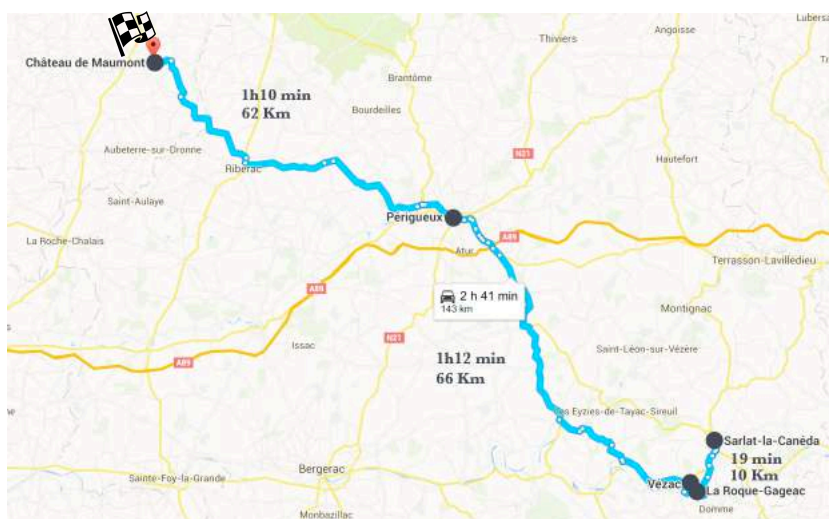 Lubersa
Angoisse
Thiviers
Château de Maumont
Brantôme
1h10 min
62 Km
Bourdeilles
N21
Aubeterre-sur-Dronne
Ribérac
Hautefort
Saint-Aulaye
Périgueux
La Roche-Chalais
A89
Atur
Terrasson-Lavilledieu
A89
2 h 41 min
143 km
Montignac
Issac
N21
Saint-Léon-sur-Vézère
1h12 min
66 Km
A89
Les Eyzies-de-Tayac-Sireuil
Sarlat-la-Canéda
19 min
10 Km
Bergerac
Sainte-Foy-la-Grande
Vézac
La Roque-Gageac
Domme
Monbazillac